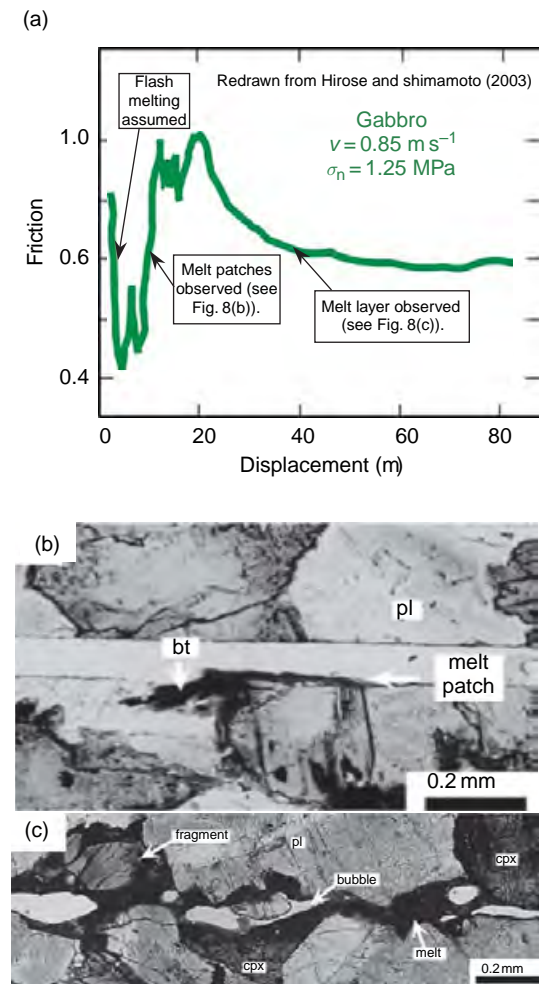 (a)
Flash
melting
assumed
Redrawn from Hirose and shimamoto (2003)
Gabbro
v = 0.85 m s⁻¹
σn = 1.25 MPa
1.0
0.6
0.4
Friction
Melt patches
observed (see
Fig. 8(b)).
Melt layer observed
(see Fig. 8(c)).
0
20
40
60
80
Displacement (m)
(b)
pl
bt
melt
patch
0.2 mm
(c)
fragment
pl
cpx
bubble
cpx
melt
0.2 mm